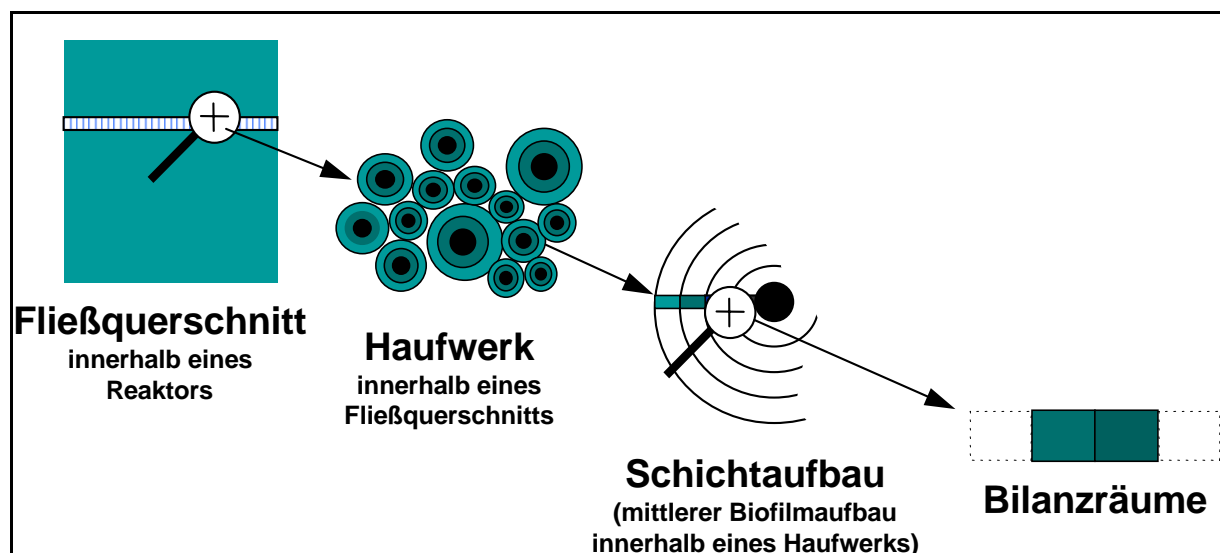 Fließquerschnitt
innerhalb eines
Reaktors
Haufwerk
innerhalb eines
Fließquerschnitts
Schichtaufbau
(mittlerer Biofilmaufbau
innerhalb eines Haufwerks)
Bilanzräume